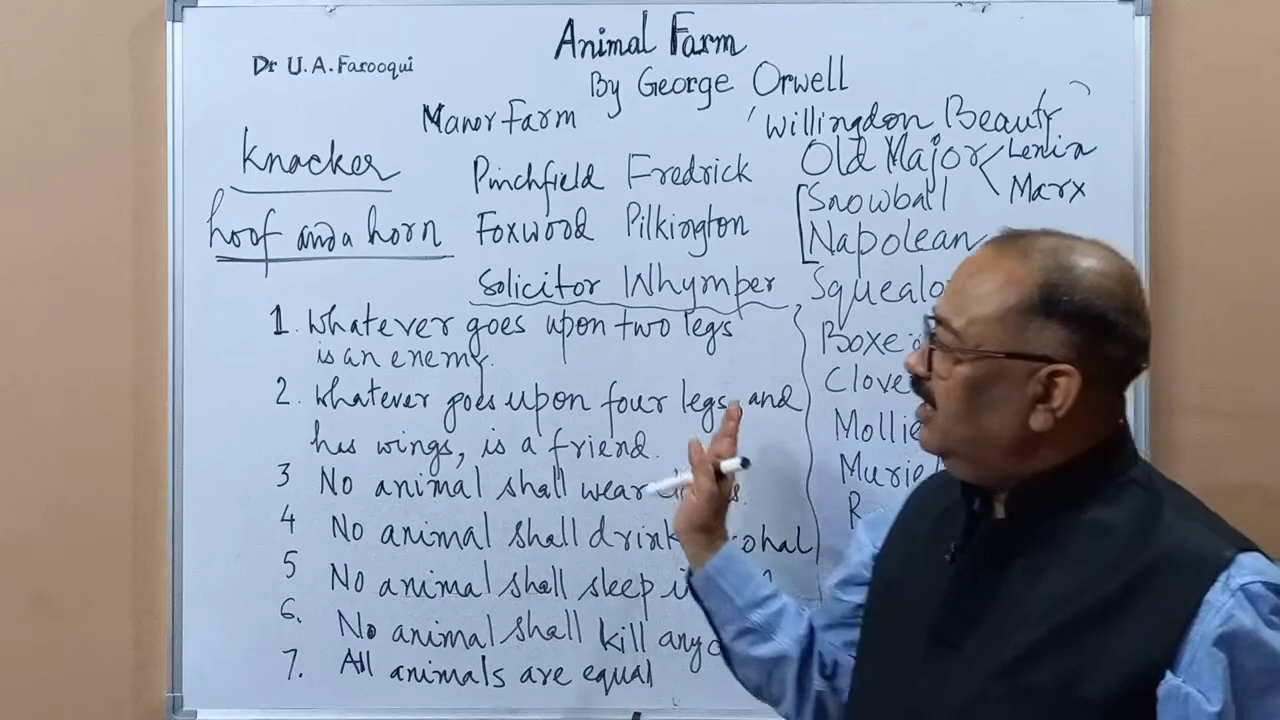 Animal Farm
Dr U.A. Farooqui
By George Orwell
Manor Farm
'Willingdon Beauty'
Knacker
Pinchfield Fredrick
Old Major
Lenin
Marx
hoof and a horn
Foxwood Pilkington
Snowball
Napolean
Solicitor Whymper
1. Whatever goes upon two legs
is an enemy.
2. Whatever goes upon four legs, and
has wings, is a friend.
3 No animal shall wear
4 No animal shall drink
5 No animal shall sleep
6. No animal shall kill any
7. All animals are equal
Mollie